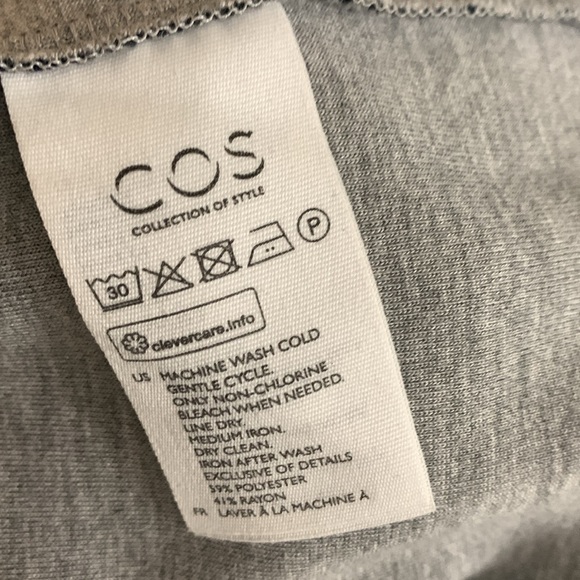 COS
COLLECTION OF STYLE
30 P
clevercare.info
US MACHINE WASH COLD
GENTLE CYCLE.
ONLY NON-CHLORINE
BLEACH WHEN NEEDED.
LINE DRY.
MEDIUM IRON.
DRY CLEAN.
IRON AFTER WASH
EXCLUSIVE OF DETAILS
59% POLYESTER
41% RAYON
FR LAVER À LA MACHINE À